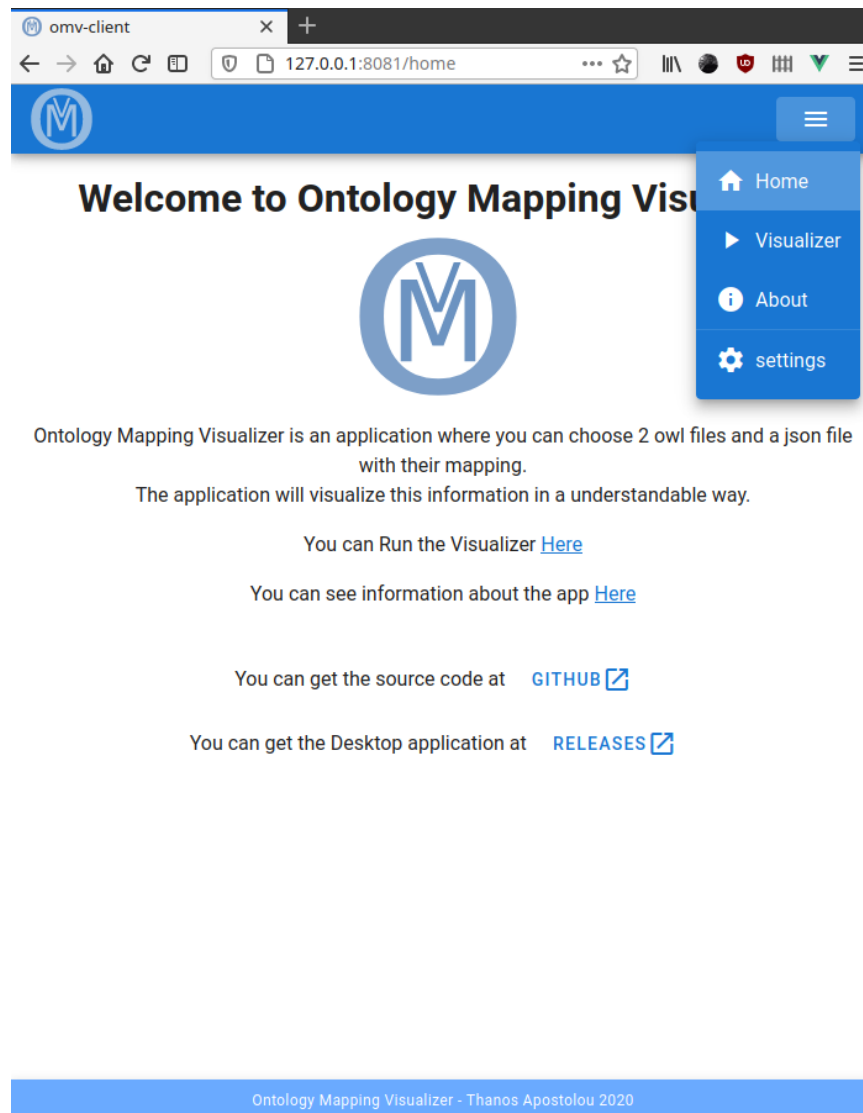 omv-client
127.0.0.1:8081/home
Welcome to Ontology Mapping Visu
Home
Visualizer
About
settings
Ontology Mapping Visualizer is an application where you can choose 2 owl files and a json file
with their mapping.
The application will visualize this information in a understandable way.
You can Run the Visualizer Here
You can see information about the app Here
You can get the source code at GITHUB
You can get the Desktop application at RELEASES
Ontology Mapping Visualizer - Thanos Apostolou 2020